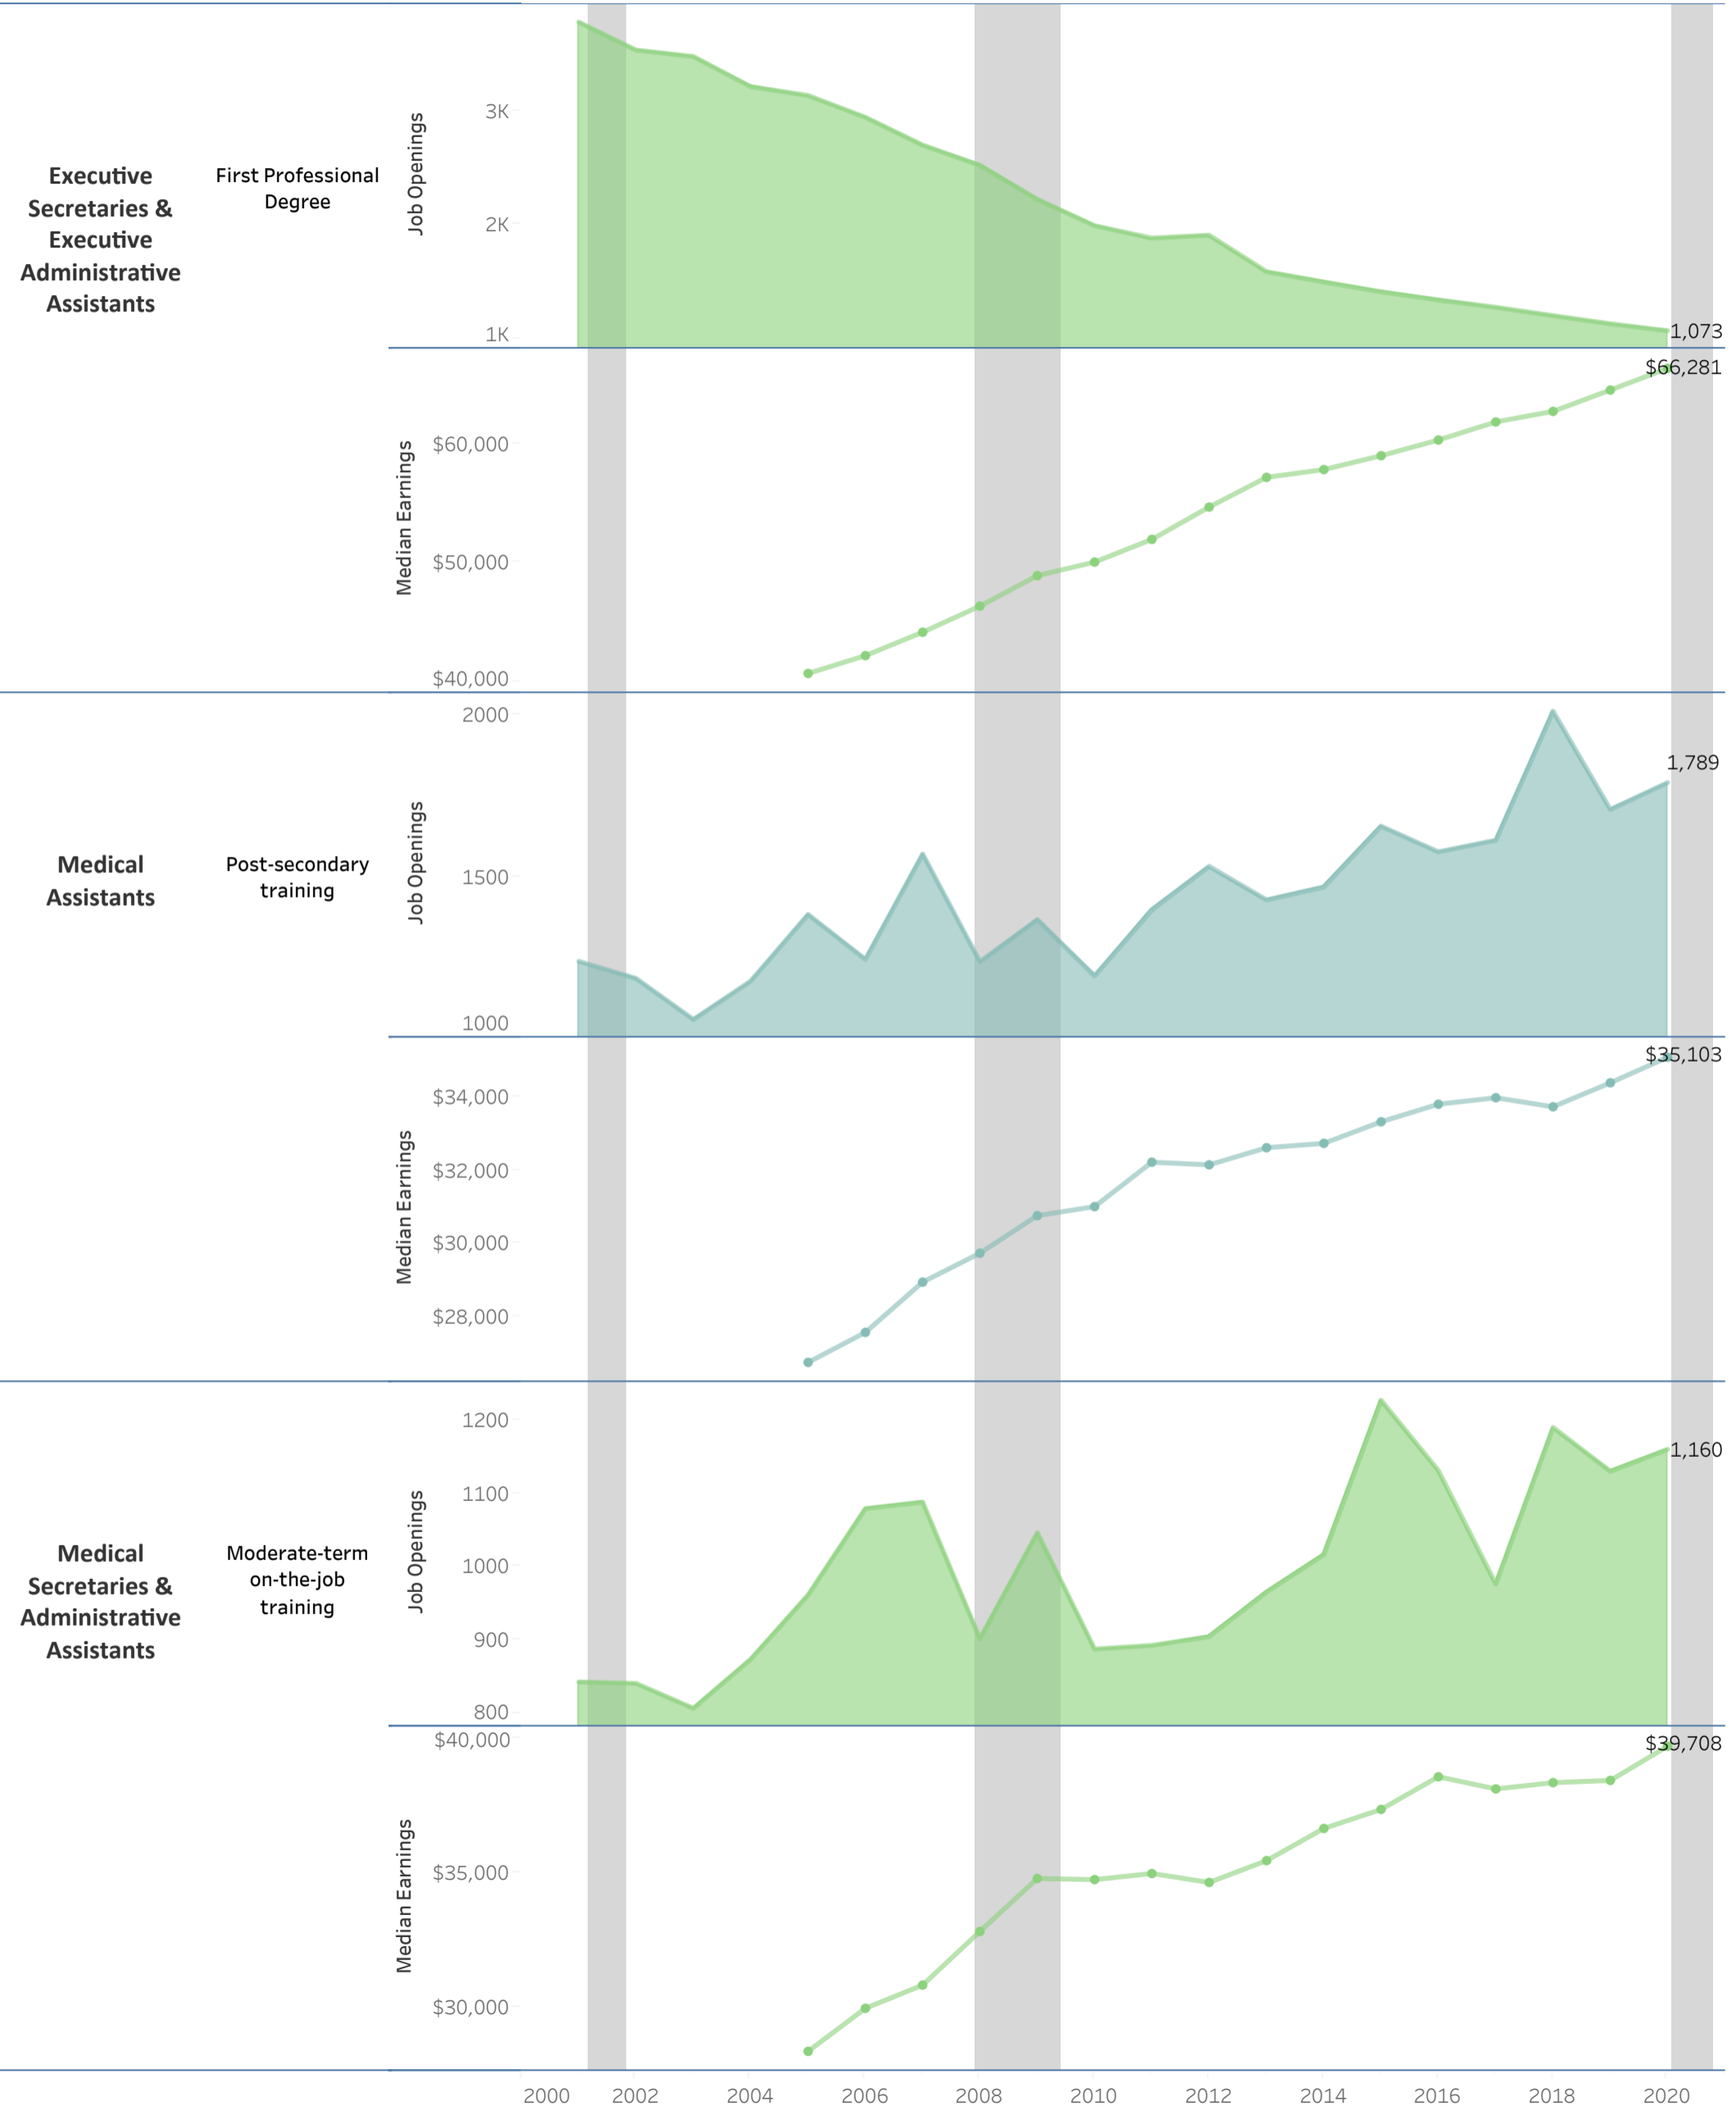 Executive
Secretaries &
Executive
Administrative
Assistants
First Professional
Degree
Job Openings
3K
2K
1K
1,073
Median Earnings
$60,000
$50,000
$40,000
$66,281
Medical
Assistants
Post-secondary
training
Job Openings
2000
1500
1000
1,789
Median Earnings
$34,000
$32,000
$30,000
$28,000
$35,103
Medical
Secretaries &
Administrative
Assistants
Moderate-term
on-the-job
training
Job Openings
1200
1100
1000
900
800
1,160
Median Earnings
$40,000
$35,000
$30,000
$39,708
2000 2002 2004 2006 2008 2010 2012 2014 2016 2018 2020